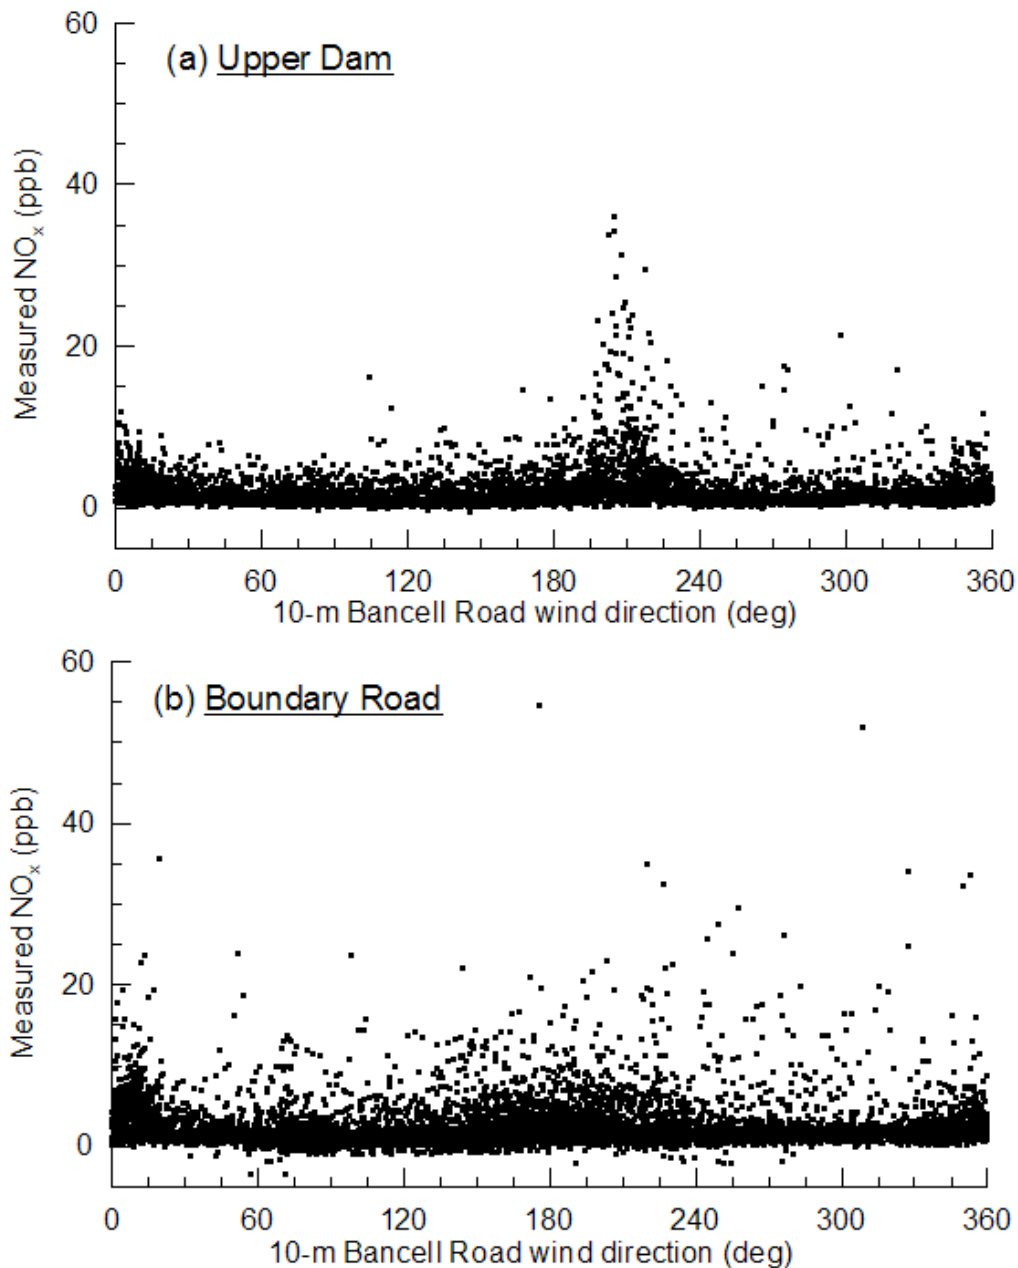 60
(a) Upper Dam
40
20
0
Measured NOx (ppb)
0 60 120 180 240 300 360
10-m Bancell Road wind direction (deg)
60
(b) Boundary Road
40
20
0
Measured NOx (ppb)
0 60 120 180 240 300 360
10-m Bancell Road wind direction (deg)